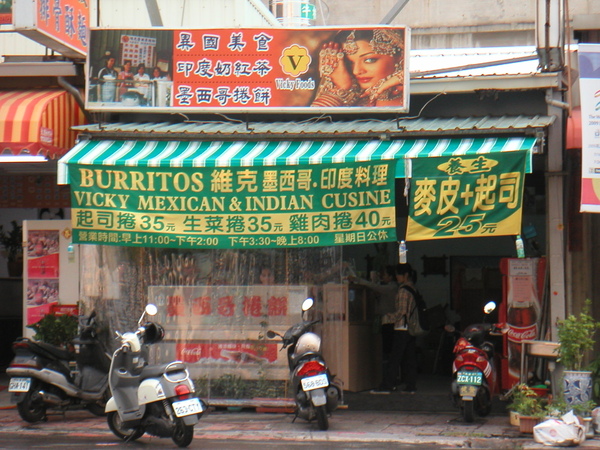 異國美食
印度奶紅茶
墨西哥捲餅
V
Vicky Foods
BURRITOS 維克 墨西哥·印度料理
VICKY MEXICAN & INDIAN CUSINE
起司捲35元 生菜捲35元 雞肉捲40元
營業時間:早上11:00~下午2:00 下午3:30~晚上8:00 星期日公休
養生
麥皮+起司
25元
Coca-Cola
ZC3·112